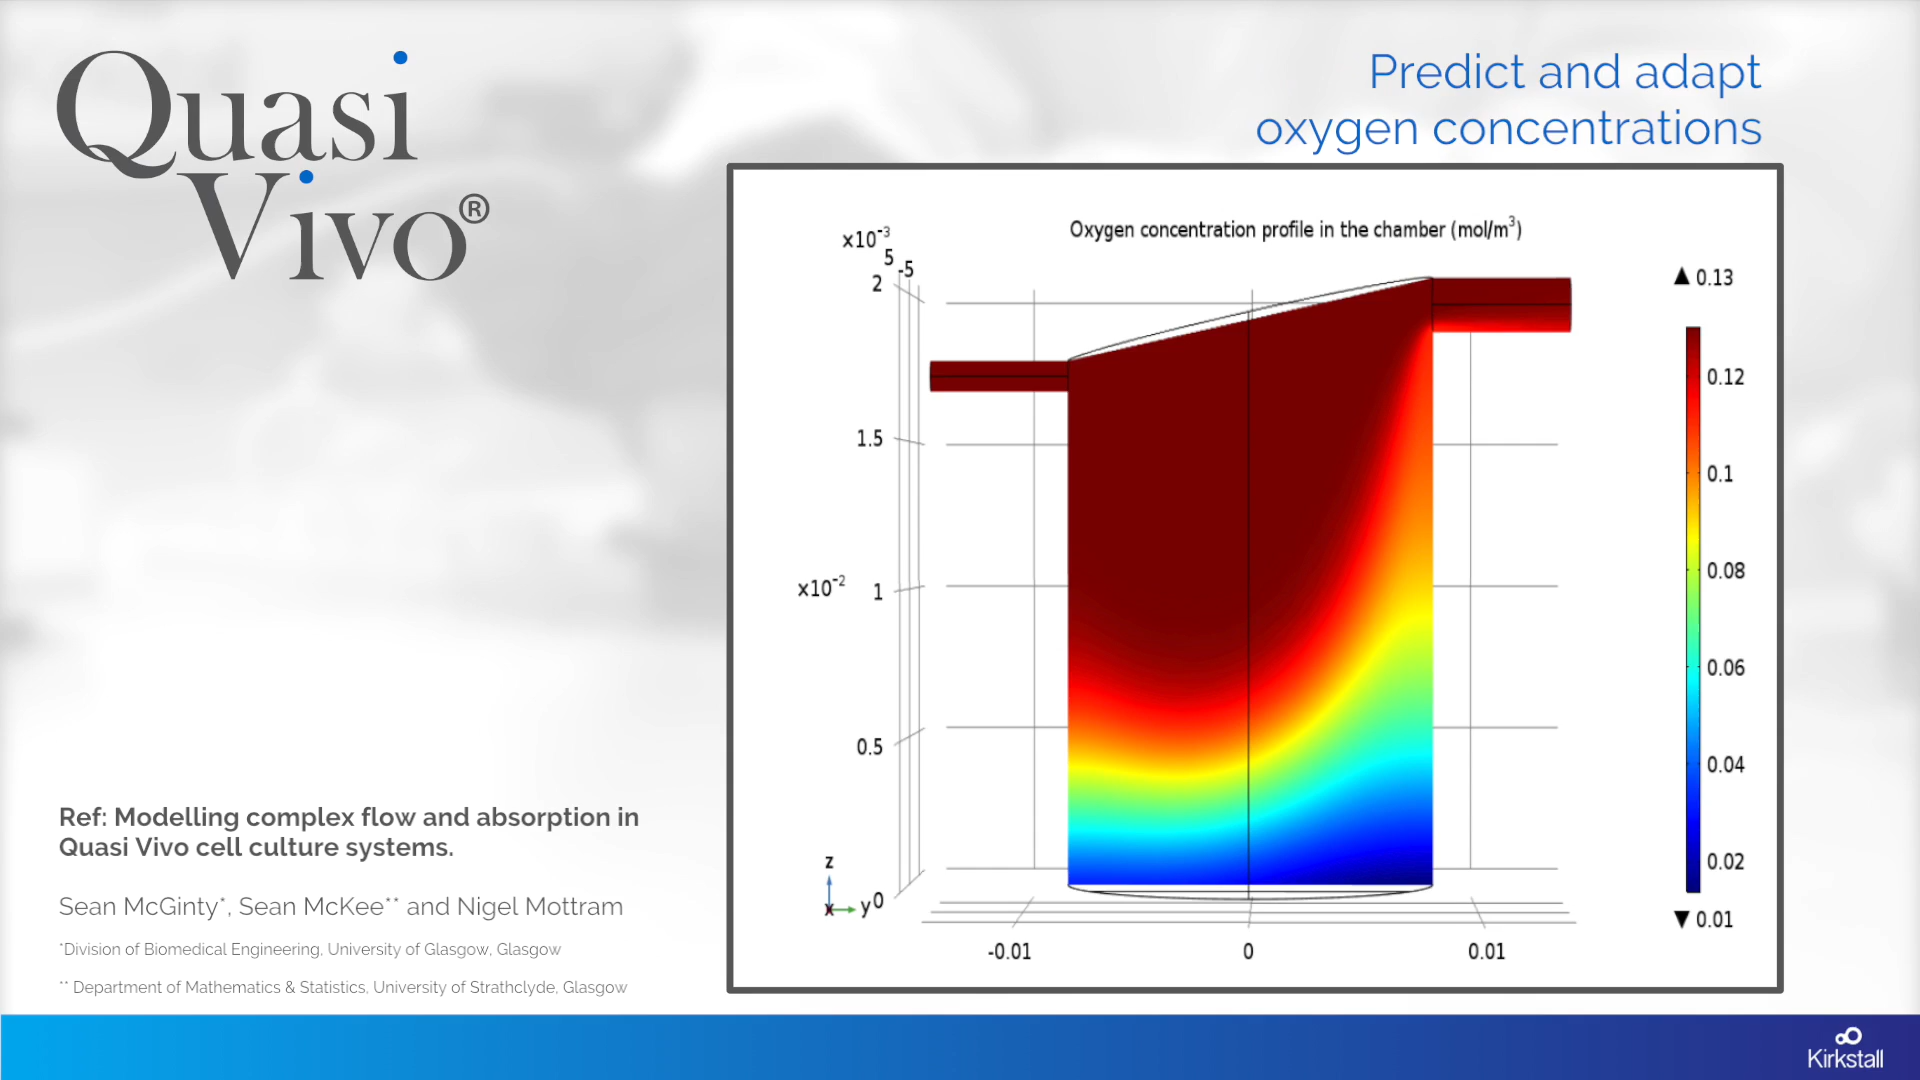 Quasi
Vivo®
Predict and adapt
oxygen concentrations
Oxygen concentration profile in the chamber (mol/m³)
×10⁻³
5
-5
2
1.5
×10⁻²
1
0.5
0
z
x
y
-0.01
0
0.01
▲ 0.13
0.12
0.1
0.08
0.06
0.04
0.02
▼ 0.01
Ref: Modelling complex flow and absorption in
Quasi Vivo cell culture systems.
Sean McGinty*, Sean McKee** and Nigel Mottram
*Division of Biomedical Engineering, University of Glasgow, Glasgow
** Department of Mathematics & Statistics, University of Strathclyde, Glasgow
Kirkstall